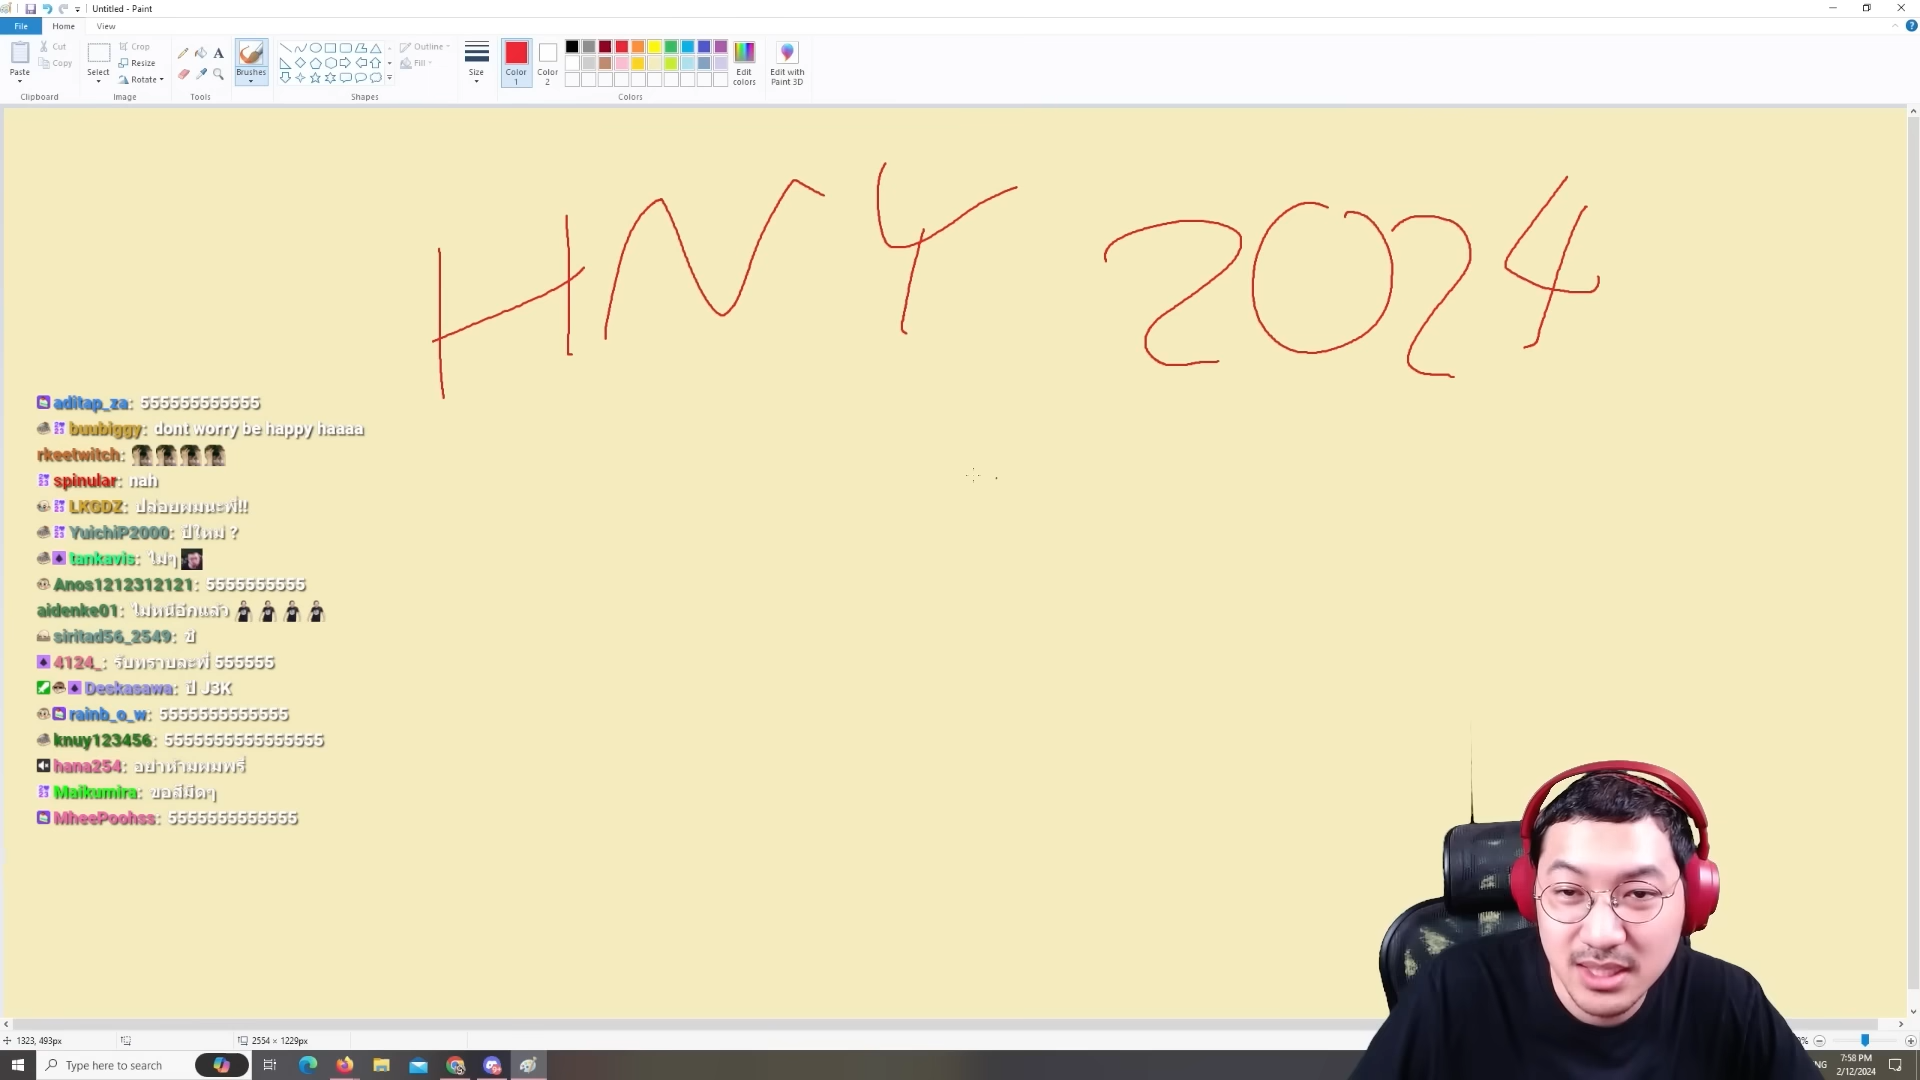 Untitled - Paint
File Home View
Paste
Cut
Copy
Clipboard
Select
Crop
Resize
Rotate
Image
Tools
Brushes
Outline
Fill
Shapes
Size
Color 1
Color 2
Edit colors
Edit with Paint 3D
Colors
HNY 2024
aditap_za: 555555555555
buubiggy: dont worry be happy haaaa
rkeetwitch:
spinular: nah
LKGDZ: ปล่อยผมนะพี่!!
YuichiP2000: ปีใหม่ ?
tankavis: ไม่ๆ
Anos1212312121: 5555555555
aidenke01: ไม่หนีอีกแล้ว
siritad56_2549:
4124_: รับทราบละพี่ 555555
Deskasawa: ปี J3K
rainb_o_w: 5555555555555
knuy123456: 5555555555555555
hana254: อย่าห้ามผมพรี่
Maikumira: ขอสีมืดๆ
MheePoohss: 5555555555555
1323, 493px
2554 × 1229px
Type here to search
7:58 PM
2/12/2024